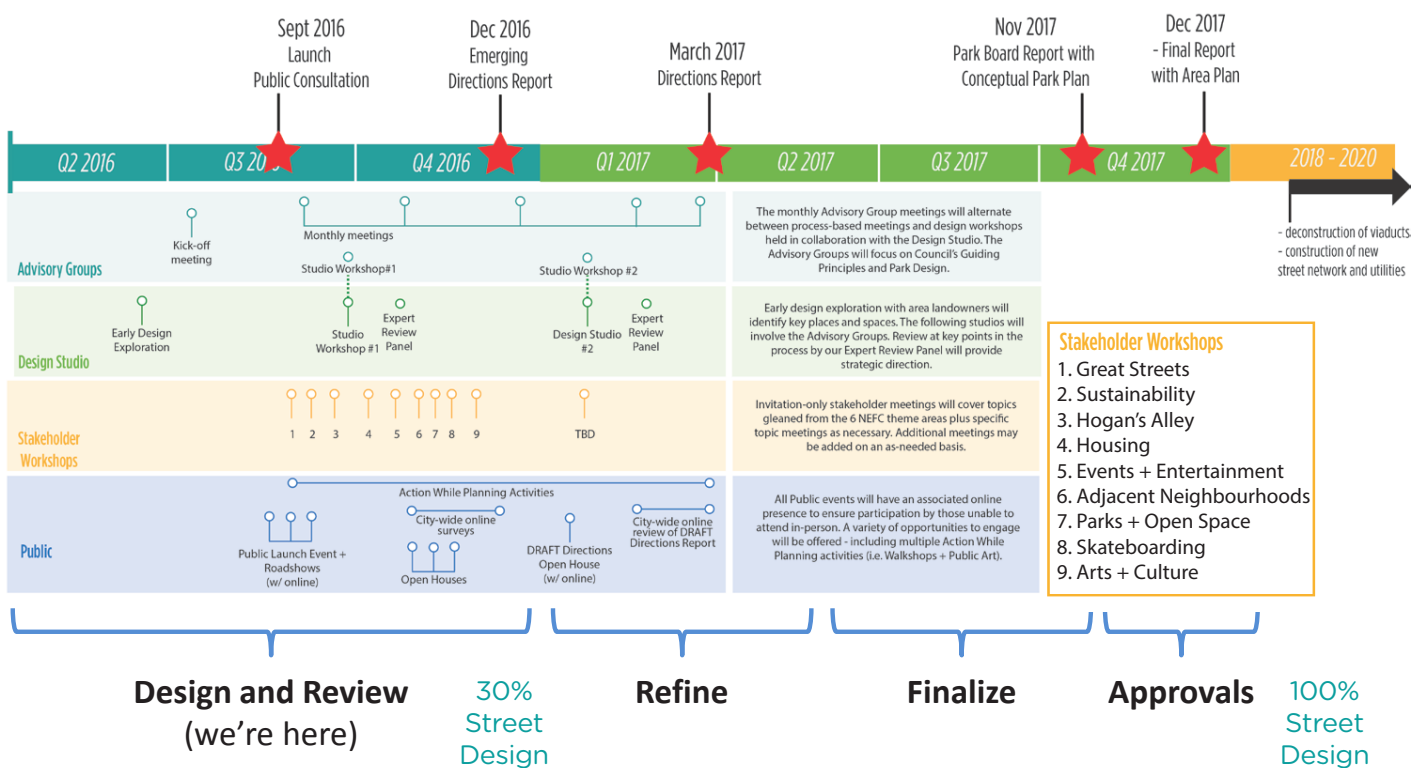 Sept 2016
Launch
Public Consultation
Dec 2016
Emerging
Directions Report
March 2017
Directions Report
Nov 2017
Park Board Report with
Conceptual Park Plan
Dec 2017
- Final Report
with Area Plan
Q2 2016
Q3 2016
Q4 2016
Q1 2017
Q2 2017
Q3 2017
Q4 2017
2018 - 2020
- deconstruction of viaducts
- construction of new
street network and utilities
Kick-off
meeting
Monthly meetings
Studio Workshop#1
Studio Workshop #2
Advisory Groups
The monthly Advisory Group meetings will alternate
between process-based meetings and design workshops
held in collaboration with the Design Studio. The
Advisory Groups will focus on Council's Guiding
Principles and Park Design.
Early Design
Exploration
Studio
Workshop #1
Expert
Review
Panel
Design Studio
#2
Expert
Review
Panel
Design Studio
Early design exploration with area landowners will
identify key places and spaces. The following studios will
involve the Advisory Groups. Review at key points in the
process by our Expert Review Panel will provide
strategic direction.
1 2 3 4 5 6 7 8 9 TBD
Stakeholder
Workshops
Invitation-only stakeholder meetings will cover topics
gleaned from the 6 NEFC theme areas plus specific
topic meetings as necessary. Additional meetings may
be added on an as-needed basis.
Action While Planning Activities
Public Launch Event +
Roadshows
(w/ online)
City-wide online
surveys
Open Houses
DRAFT Directions
Open House
(w/ online)
City-wide online
review of DRAFT
Directions Report
Public
All Public events will have an associated online
presence to ensure participation by those unable to
attend in-person. A variety of opportunities to engage
will be offered - including multiple Action While
Planning activities (i.e. Walkshops + Public Art).
Stakeholder Workshops
1. Great Streets
2. Sustainability
3. Hogan's Alley
4. Housing
5. Events + Entertainment
6. Adjacent Neighbourhoods
7. Parks + Open Space
8. Skateboarding
9. Arts + Culture
Design and Review
(we're here)
30%
Street
Design
Refine
Finalize
Approvals
100%
Street
Design